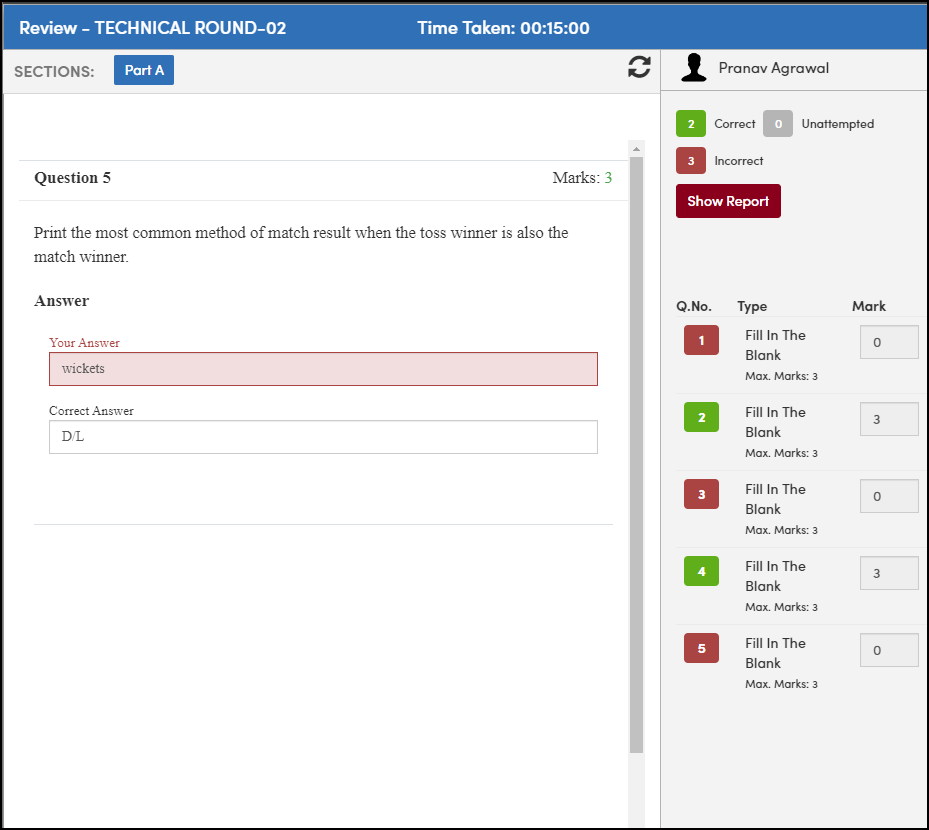 Review - TECHNICAL ROUND-02 Time Taken: 00:15:00
SECTIONS: Part A
Question 5 Marks: 3
Print the most common method of match result when the toss winner is also the
match winner.
Answer
Your Answer
wickets
Correct Answer
D/L
Pranav Agrawal
2 Correct 0 Unattempted
3 Incorrect
Show Report
Q.No. Type Mark
1 Fill In The 0
Blank
Max. Marks: 3
2 Fill In The 3
Blank
Max. Marks: 3
3 Fill In The 0
Blank
Max. Marks: 3
4 Fill In The 3
Blank
Max. Marks: 3
5 Fill In The 0
Blank
Max. Marks: 3